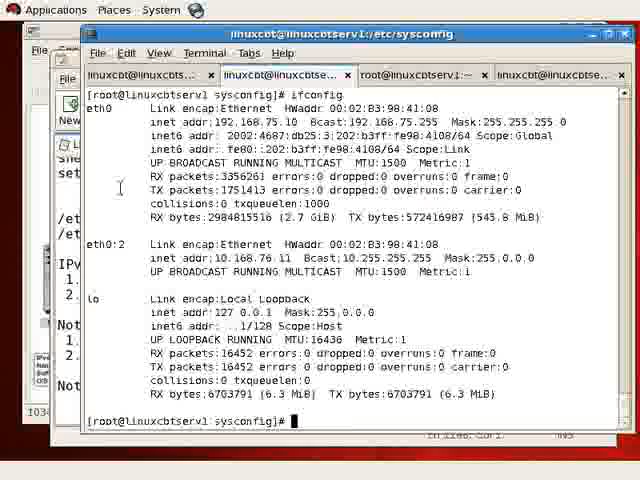 Applications Places System
linuxcbt@linuxcbtserv1:/etc/sysconfig
File Edit View Terminal Tabs Help
linuxcbt@linuxcbts... linuxcbt@linuxcbtse... root@linuxcbtserv1:~ linuxcbt@linuxcbtse...
[root@linuxcbtserv1 sysconfig]# ifconfig
eth0 Link encap:Ethernet HWaddr 00:02:B3:98:41:08
inet addr:192.168.75.10 Bcast:192.168.75.255 Mask:255.255.255.0
inet6 addr: 2002:4687:db25:3:202:b3ff:fe98:4108/64 Scope:Global
inet6 addr: fe80::202:b3ff:fe98:4108/64 Scope:Link
UP BROADCAST RUNNING MULTICAST MTU:1500 Metric:1
RX packets:3356261 errors:0 dropped:0 overruns:0 frame:0
TX packets:1751413 errors:0 dropped:0 overruns:0 carrier:0
collisions:0 txqueuelen:1000
RX bytes:2984815516 (2.7 GiB) TX bytes:572416987 (545.8 MiB)
eth0:2 Link encap:Ethernet HWaddr 00:02:B3:98:41:08
inet addr:10.168.76.11 Bcast:10.255.255.255 Mask:255.0.0.0
UP BROADCAST RUNNING MULTICAST MTU:1500 Metric:1
lo Link encap:Local Loopback
inet addr:127.0.0.1 Mask:255.0.0.0
inet6 addr: ::1/128 Scope:Host
UP LOOPBACK RUNNING MTU:16436 Metric:1
RX packets:16452 errors:0 dropped:0 overruns:0 frame:0
TX packets:16452 errors:0 dropped:0 overruns:0 carrier:0
collisions:0 txqueuelen:0
RX bytes:6703791 (6.3 MiB) TX bytes:6703791 (6.3 MiB)
[root@linuxcbtserv1 sysconfig]#
File
File
New
set
/et
/et
IPv
1.
2.
Not
1.
2.
Not